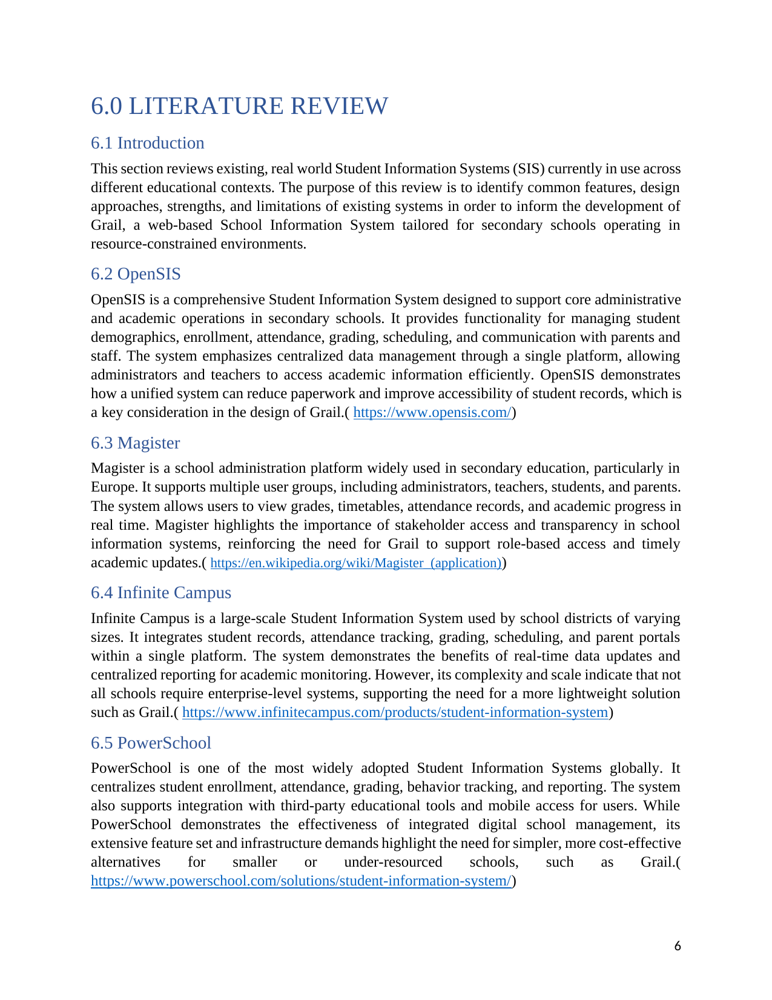 6.0 LITERATURE REVIEW
6.1 Introduction
This section reviews existing, real world Student Information Systems (SIS) currently in use across
different educational contexts. The purpose of this review is to identify common features, design
approaches, strengths, and limitations of existing systems in order to inform the development of
Grail, a web-based School Information System tailored for secondary schools operating in
resource-constrained environments.
6.2 OpenSIS
OpenSIS is a comprehensive Student Information System designed to support core administrative
and academic operations in secondary schools. It provides functionality for managing student
demographics, enrollment, attendance, grading, scheduling, and communication with parents and
staff. The system emphasizes centralized data management through a single platform, allowing
administrators and teachers to access academic information efficiently. OpenSIS demonstrates
how a unified system can reduce paperwork and improve accessibility of student records, which is
a key consideration in the design of Grail.( https://www.opensis.com/)
6.3 Magister
Magister is a school administration platform widely used in secondary education, particularly in
Europe. It supports multiple user groups, including administrators, teachers, students, and parents.
The system allows users to view grades, timetables, attendance records, and academic progress in
real time. Magister highlights the importance of stakeholder access and transparency in school
information systems, reinforcing the need for Grail to support role-based access and timely
academic updates.( https://en.wikipedia.org/wiki/Magister_(application))
6.4 Infinite Campus
Infinite Campus is a large-scale Student Information System used by school districts of varying
sizes. It integrates student records, attendance tracking, grading, scheduling, and parent portals
within a single platform. The system demonstrates the benefits of real-time data updates and
centralized reporting for academic monitoring. However, its complexity and scale indicate that not
all schools require enterprise-level systems, supporting the need for a more lightweight solution
such as Grail.( https://www.infinitecampus.com/products/student-information-system)
6.5 PowerSchool
PowerSchool is one of the most widely adopted Student Information Systems globally. It
centralizes student enrollment, attendance, grading, behavior tracking, and reporting. The system
also supports integration with third-party educational tools and mobile access for users. While
PowerSchool demonstrates the effectiveness of integrated digital school management, its
extensive feature set and infrastructure demands highlight the need for simpler, more cost-effective
alternatives for smaller or under-resourced schools, such as Grail.(
https://www.powerschool.com/solutions/student-information-system/)
6